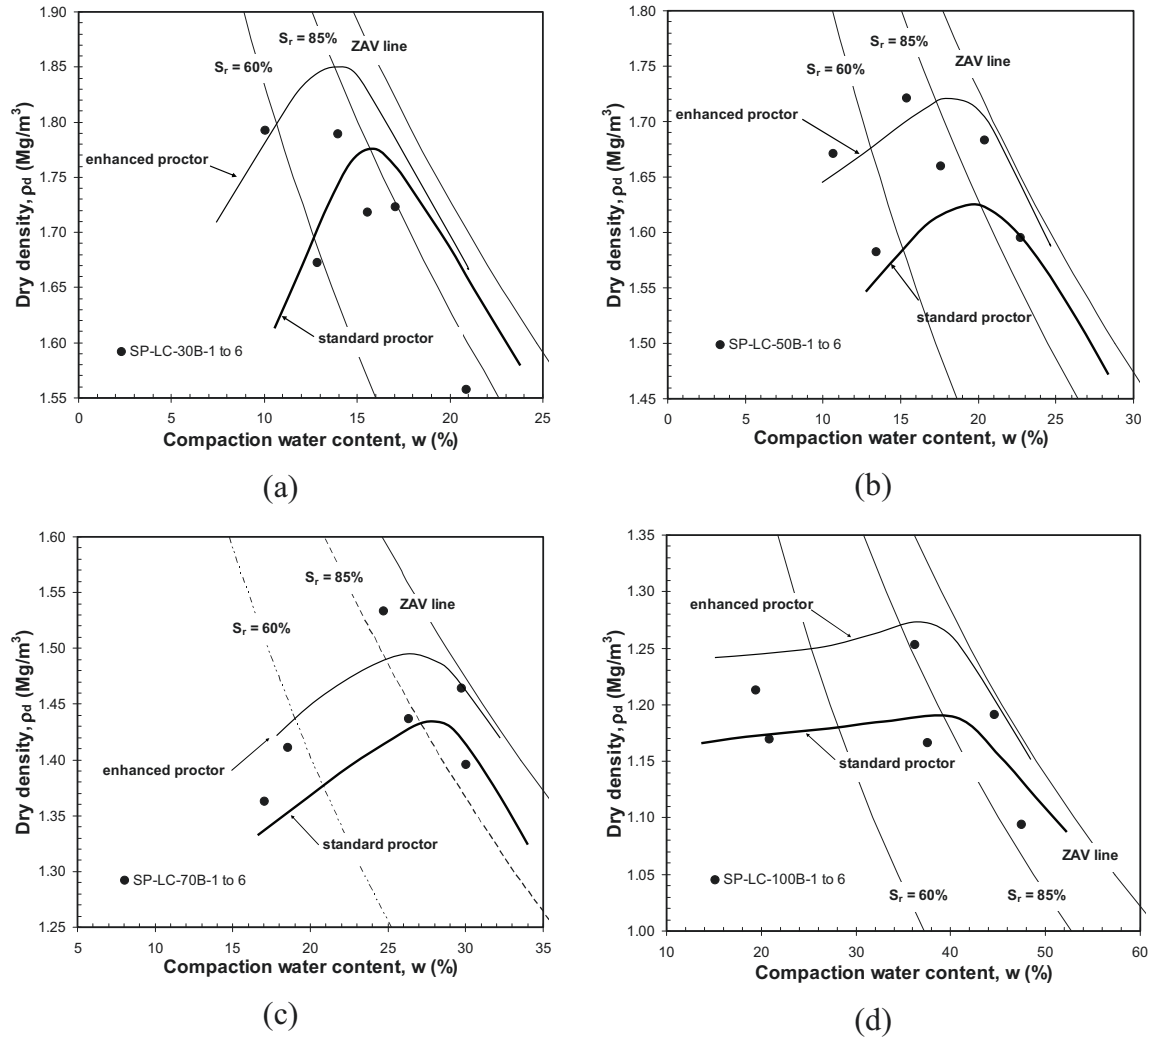 1.90
1.85
1.80
1.75
1.70
1.65
1.60
1.55
0
5
10
15
20
25
Dry density, ρd (Mg/m³)
Compaction water content, w (%)
Sr = 85%
ZAV line
Sr = 60%
enhanced proctor
standard proctor
SP-LC-30B-1 to 6
(a)
1.80
1.70
1.60
1.55
1.50
1.45
0
5
10
15
20
25
30
Dry density, ρd (Mg/m³)
Compaction water content, w (%)
Sr = 85%
ZAV line
Sr = 60%
enhanced proctor
standard proctor
SP-LC-50B-1 to 6
(b)
1.60
1.55
1.50
1.45
1.40
1.35
1.30
1.25
5
10
15
20
25
30
35
Dry density, ρd (Mg/m³)
Compaction water content, w (%)
Sr = 85%
ZAV line
Sr = 60%
enhanced proctor
standard proctor
SP-LC-70B-1 to 6
(c)
1.35
1.30
1.25
1.20
1.15
1.10
1.05
1.00
10
20
30
40
50
60
Dry density, ρd (Mg/m³)
Compaction water content, w (%)
enhanced proctor
standard proctor
ZAV line
SP-LC-100B-1 to 6
Sr = 60%
Sr = 85%
(d)